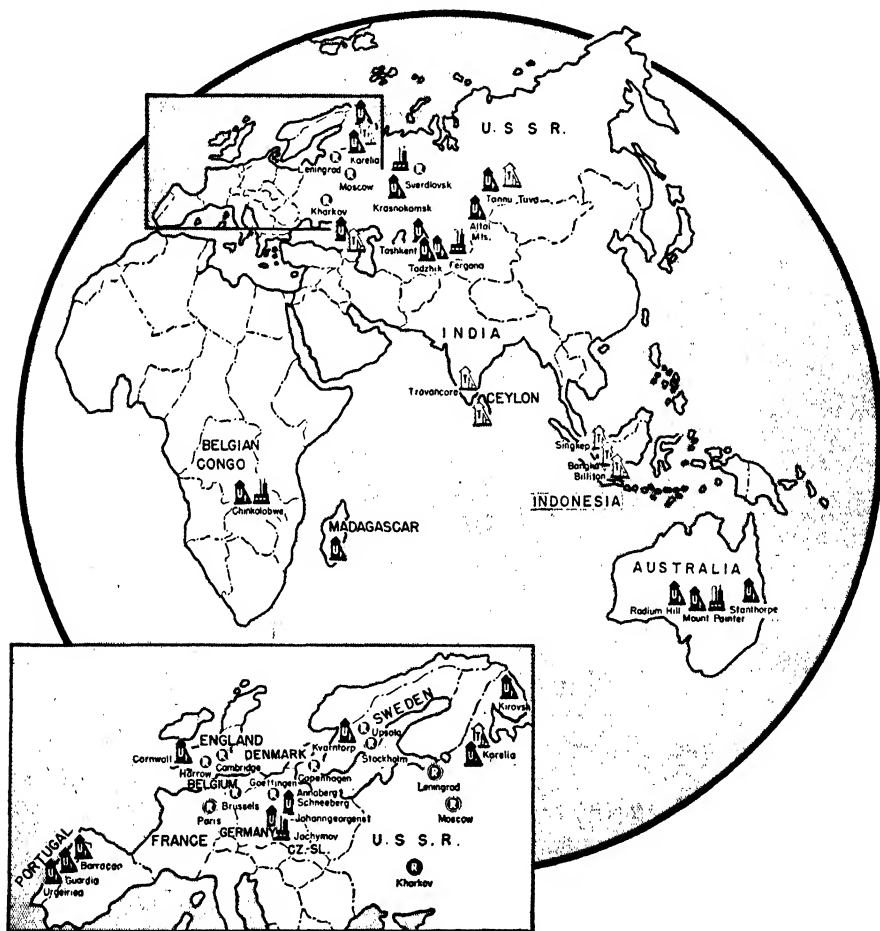 U. S S R.
Karelia
Leningrad
Moscow
Sverdlovsk
Kharkov
Krasnokamsk
Tannu Tuva
Altai
Mts.
Tashkent
Tadzhik
Fergana
INDIA
Travancore
CEYLON
BELGIAN
CONGO
Chinkolobwe
Singkep
Bangka
Billiton
INDONESIA
MADAGASCAR
AUSTRALIA
Radium Hill
Mount Painter
Stanthorpe
SWEDEN
Kirovsk
ENGLAND
Upsala
Kvarntorp
Cornwall
DENMARK
Stockholm
Karelia
Harrow
Cambridge
Copenhagen
Leningrad
BELGIUM
Goettingen
Annaberg
Schneeberg
Brussels
Paris
Johanngeorgenst
Moscow
FRANCE
GERMANY
Jachymov
U. S S R.
CZ-SL.
PORTUGAL
Barracao
Guardia
Urgeirica
R
Kharkov